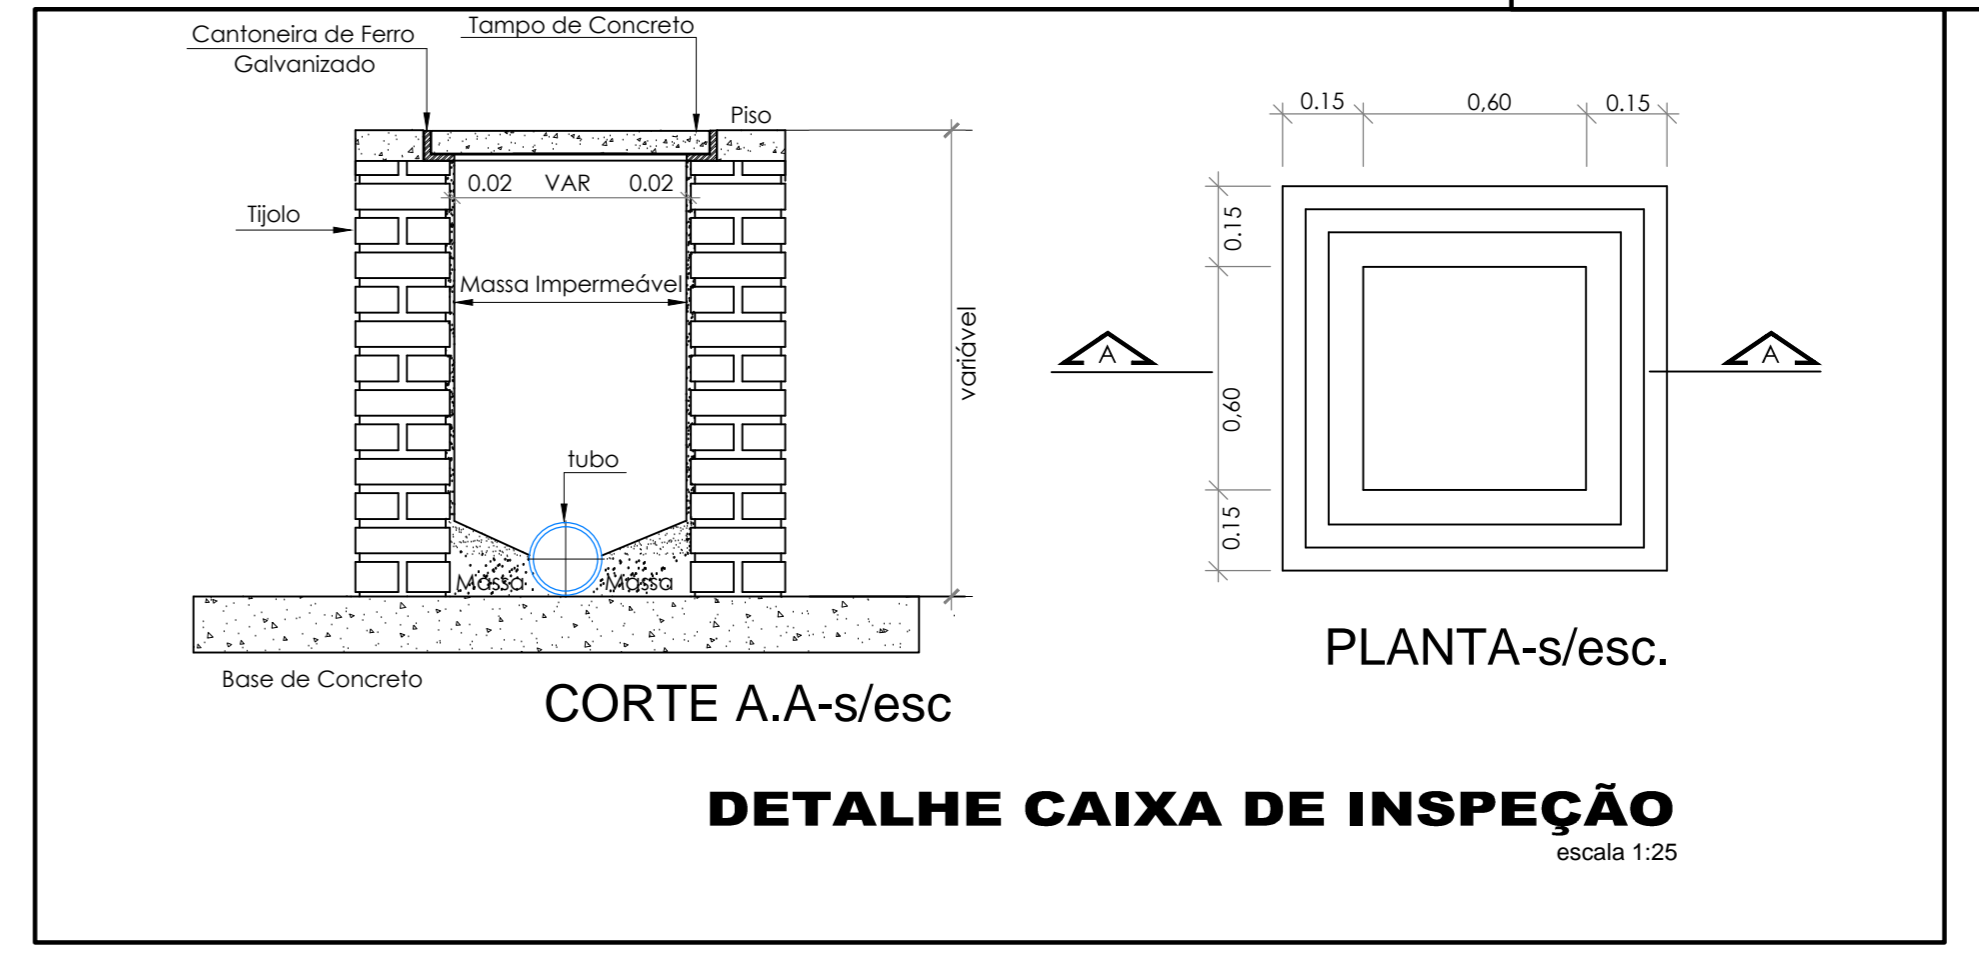 Cantoneira de Ferro
Galvanizado
Tampo de Concreto
Piso
0.02 VAR 0.02
Tijolo
Massa Impermeável
variável
tubo
Massa
Massa
Base de Concreto
CORTE A.A-s/esc
0.15 0,60 0.15
0.15
0,60
0.15
A
A
PLANTA-s/esc.
DETALHE CAIXA DE INSPEÇÃO
escala 1:25